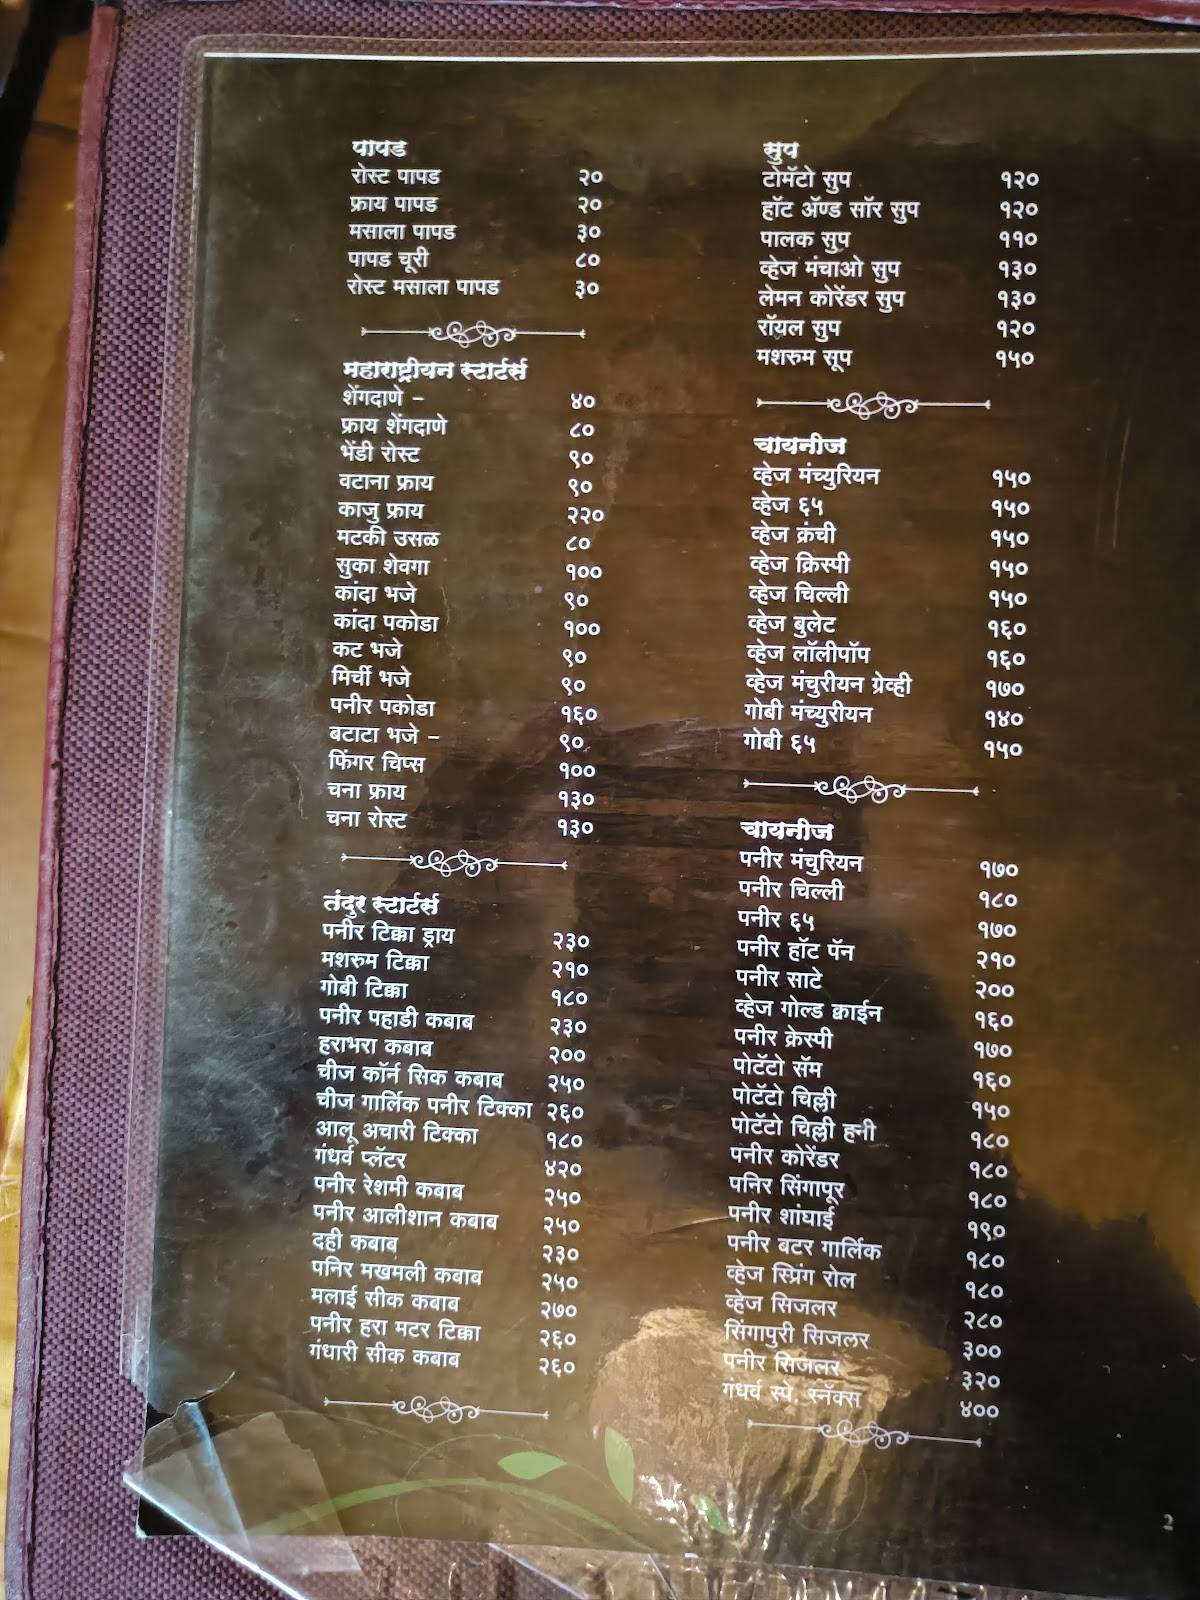 पापड
रोस्ट पापड २०
फ्राय पापड २०
मसाला पापड ३०
पापड चूरी ८०
रोस्ट मसाला पापड ३०
महाराष्ट्रीयन स्टार्टर्स
शेंगदाणे – ४०
फ्राय शेंगदाणे ८०
भेंडी रोस्ट ९०
वटाना फ्राय ९०
काजु फ्राय २२०
मटकी उसळ ८०
सुका शेवगा १००
कांदा भजे ९०
कांदा पकोडा १००
कट भजे ९०
मिर्ची भजे ९०
पनीर पकोडा १६०
बटाटा भजे – ९०
फिंगर चिप्स १००
चना फ्राय १३०
चना रोस्ट १३०
तंदुर स्टार्टर्स
पनीर टिक्का ड्राय २३०
मशरुम टिक्का २१०
गोबी टिक्का १८०
पनीर पहाडी कबाब २३०
हराभरा कबाब २००
चीज कॉर्न सिक कबाब २५०
चीज गार्लिक पनीर टिक्का २६०
आलू अचारी टिक्का १८०
गंधर्व प्लॅटर ४२०
पनीर रेशमी कबाब २५०
पनीर आलीशान कबाब २५०
दही कबाब २३०
पनिर मखमली कबाब २५०
मलाई सीक कबाब २७०
पनीर हरा मटर टिक्का २६०
गंधारी सीक कबाब २६०
सुप
टोमॅटो सुप १२०
हॉट ॲण्ड सॉर सुप १२०
पालक सुप ११०
व्हेज मंचाओ सुप १३०
लेमन कोरेंडर सुप १३०
रॉयल सुप १२०
मशरुम सूप १५०
चायनीज
व्हेज मंच्युरियन १५०
व्हेज ६५ १५०
व्हेज क्रंची १५०
व्हेज क्रिस्पी १५०
व्हेज चिल्ली १५०
व्हेज बुलेट १६०
व्हेज लॉलीपॉप १६०
व्हेज मंचुरीयन ग्रेव्ही १७०
गोबी मंच्युरीयन १४०
गोबी ६५ १५०
चायनीज
पनीर मंचुरियन १७०
पनीर चिल्ली १८०
पनीर ६५ १७०
पनीर हॉट पॅन २१०
पनीर साटे २००
व्हेज गोल्ड क्वाईन १६०
पनीर क्रेस्पी १७०
पोटॅटो सॅम १६०
पोटॅटो चिल्ली १५०
पोटॅटो चिल्ली हनी १८०
पनीर कोरेंडर १८०
पनिर सिंगापूर १८०
पनीर शांघाई १९०
पनीर बटर गार्लिक १८०
व्हेज स्प्रिंग रोल १८०
व्हेज सिजलर २८०
सिंगापुरी सिजलर ३००
पनीर सिजलर ३२०
गंधर्व स्पे. स्नॅक्स ४००
2